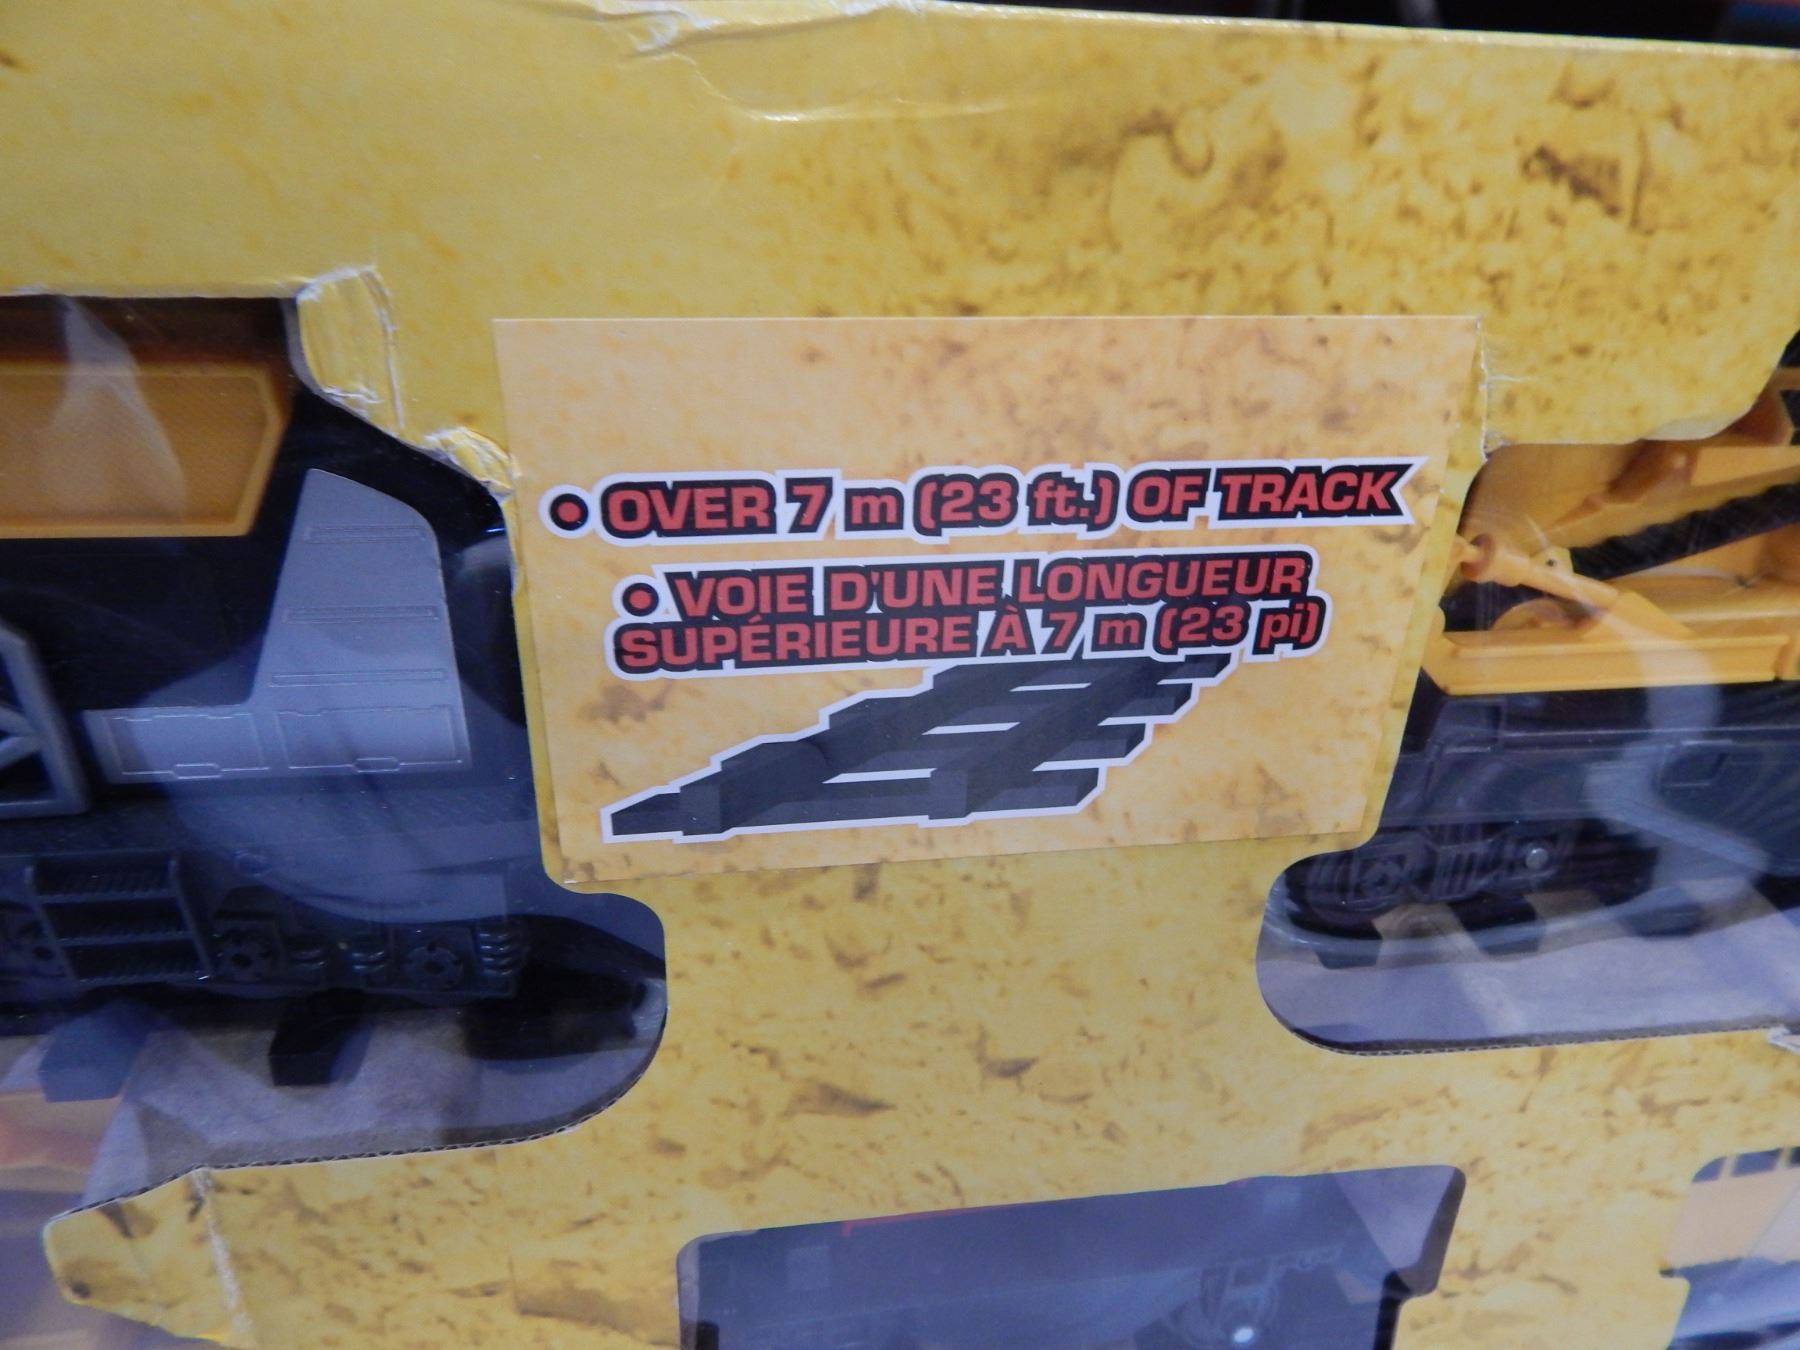 • OVER 7 m (23 ft.) OF TRACK
• VOIE D'UNE LONGUEUR
SUPÉRIEURE À 7 m (23 pi)